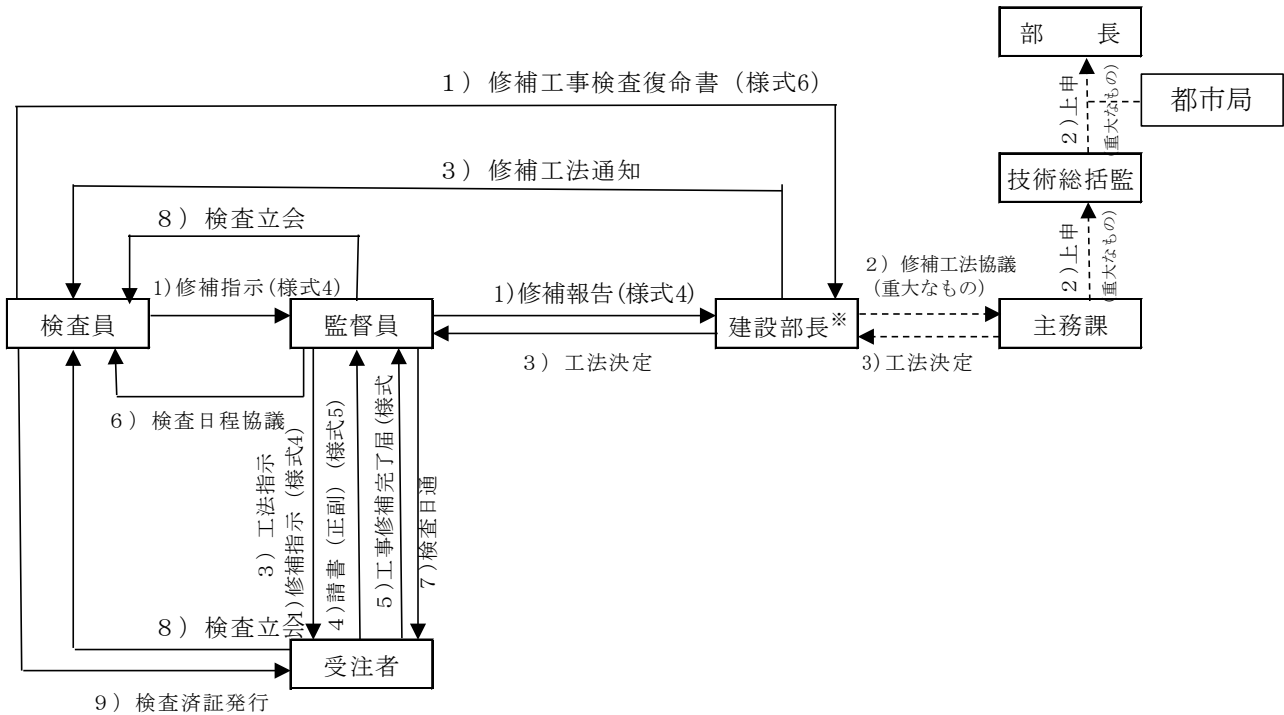 部　　長
1）修補工事検査復命書（様式6）
2)上申
(重大なもの)
都市局
3）修補工法通知
技術総括監
8）検査立会
2)上申
(重大なもの)
1)修補指示(様式4)
1)修補報告(様式4)
2）修補工法協議
(重大なもの)
検査員
監督員
建設部長※
主務課
3）工法決定
3)工法決定
6）検査日程協議
3）工法指示
1)修補指示（様式4）
4)請書（正副）（様式5）
5)工事修補完了届(様式
7)検査日通
8）検査立会
受注者
9）検査済証発行